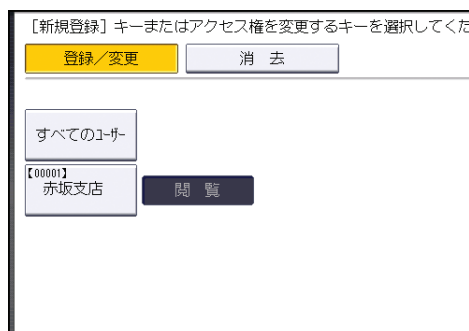 ［新規登録］キーまたはアクセス権を変更するキーを選択してくだ
登録／変更
消 去
すべてのﾕｰｻﾞｰ
【00001】
赤坂支店
閲 覧